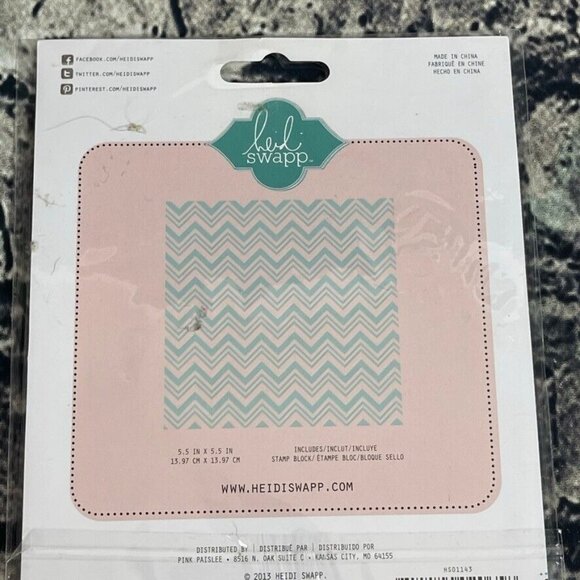 FACEBOOK.COM/HEIDISWAPP
TWITTER.COM/HEIDISWAPP
PINTEREST.COM/HEIDISWAPP
MADE IN CHINA
FABRIQUÉ EN CHINE
HECHO EN CHINA
heidi
swapp™
5.5 IN X 5.5 IN
13.97 CM X 13.97 CM
INCLUDES/INCLUT/INCLUYE
STAMP BLOCK/ÉTAMPE BLOC/BLOQUE SELLO
WWW.HEIDISWAPP.COM
DISTRIBUTED BY | DISTRIBUÉ PAR | DISTRIBUIDO POR
PINK PAISLEE • 8516 N. OAK SUITE C • KANSAS CITY, MO 64155
© 2013 HEIDI SWAPP.
HS01143